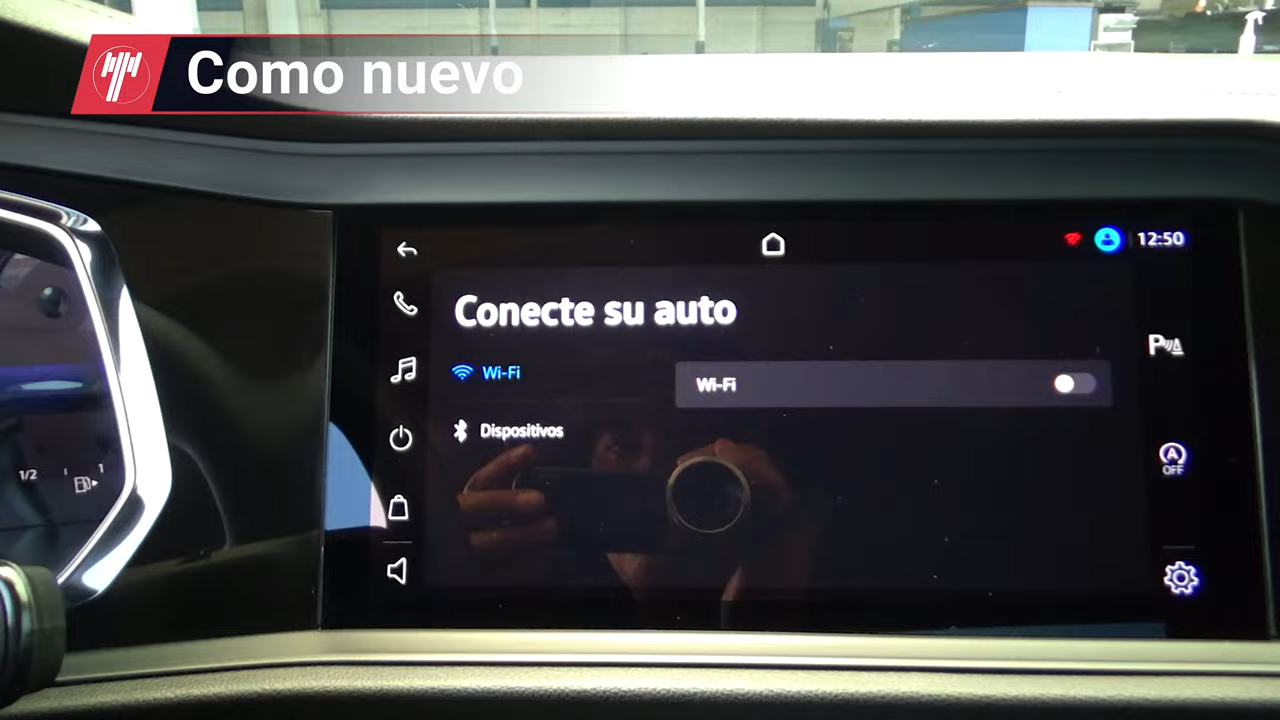 Como nuevo
12:50
Conecte su auto
Wi-Fi
Wi-Fi
Dispositivos
P
A
OFF
1/2
1